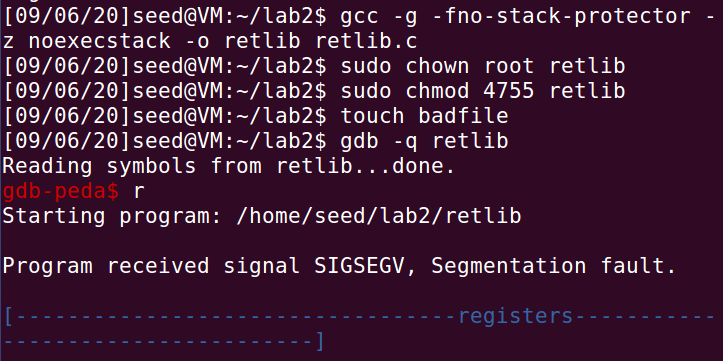 [09/06/20]seed@VM:~/lab2$ gcc -g -fno-stack-protector -
z noexecstack -o retlib retlib.c
[09/06/20]seed@VM:~/lab2$ sudo chown root retlib
[09/06/20]seed@VM:~/lab2$ sudo chmod 4755 retlib
[09/06/20]seed@VM:~/lab2$ touch badfile
[09/06/20]seed@VM:~/lab2$ gdb -q retlib
Reading symbols from retlib...done.
gdb-peda$ r
Starting program: /home/seed/lab2/retlib
Program received signal SIGSEGV, Segmentation fault.
[----------------------------------registers-----------
------------------------]